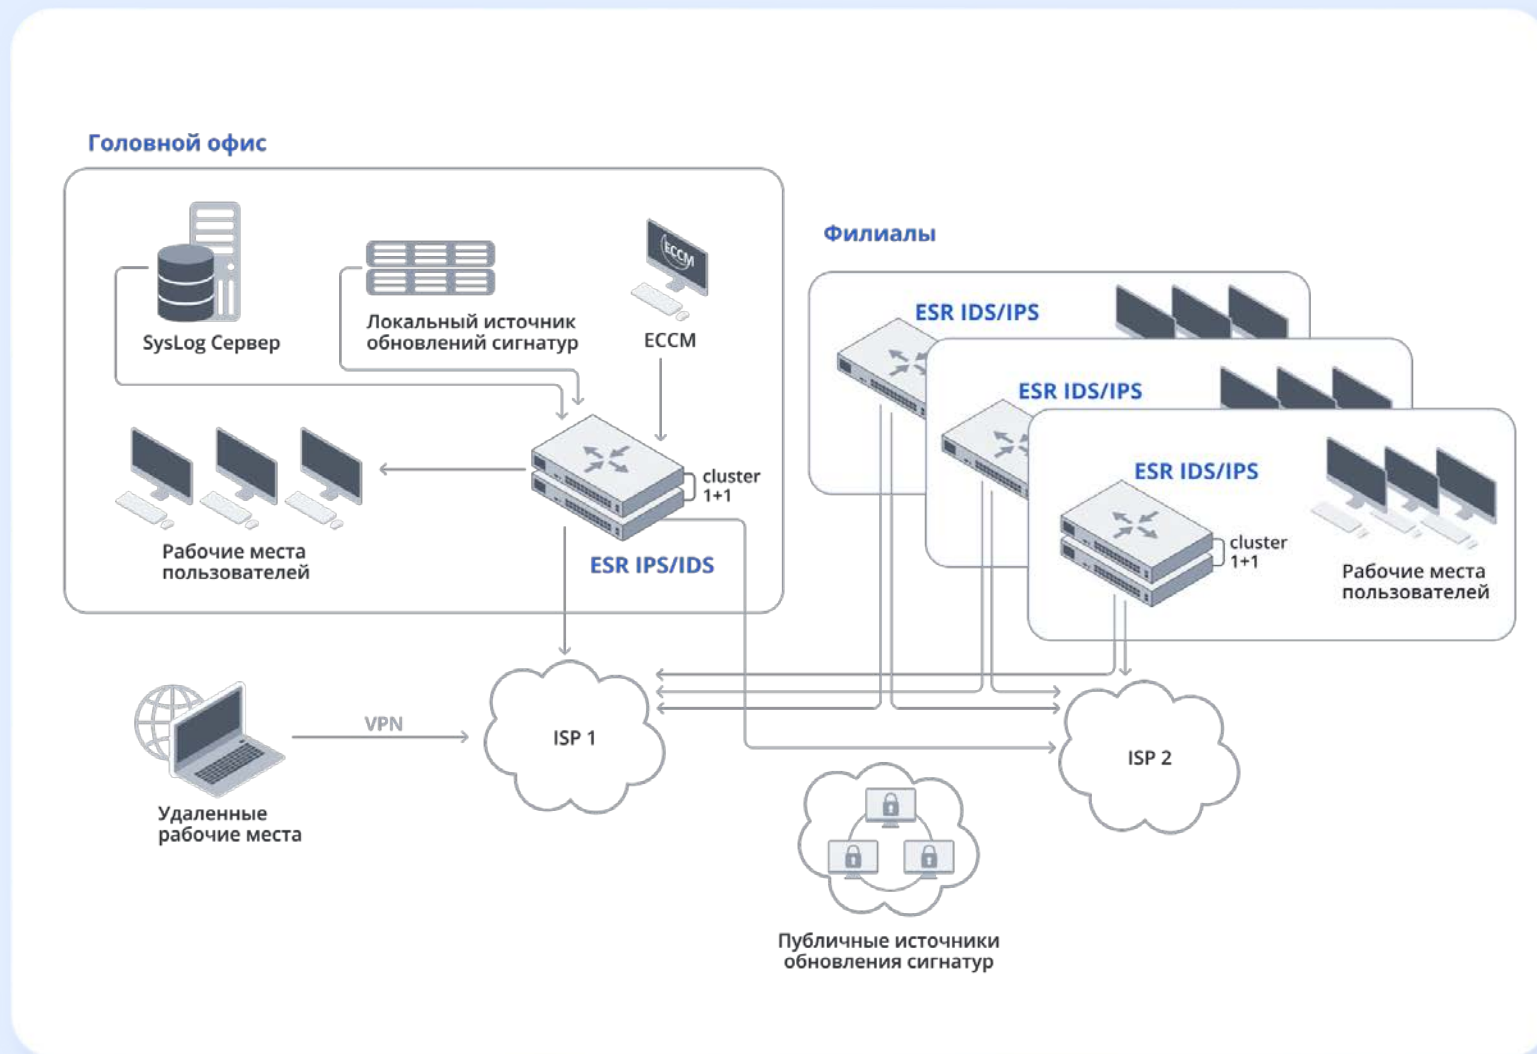 Головной офис
SysLog Сервер
Локальный источник
обновлений сигнатур
ECCM
ECCM
cluster
1+1
Рабочие места
пользователей
ESR IPS/IDS
Филиалы
ESR IDS/IPS
ESR IDS/IPS
ESR IDS/IPS
cluster
1+1
Рабочие места
пользователей
VPN
ISP 1
ISP 2
Удаленные
рабочие места
Публичные источники
обновления сигнатур